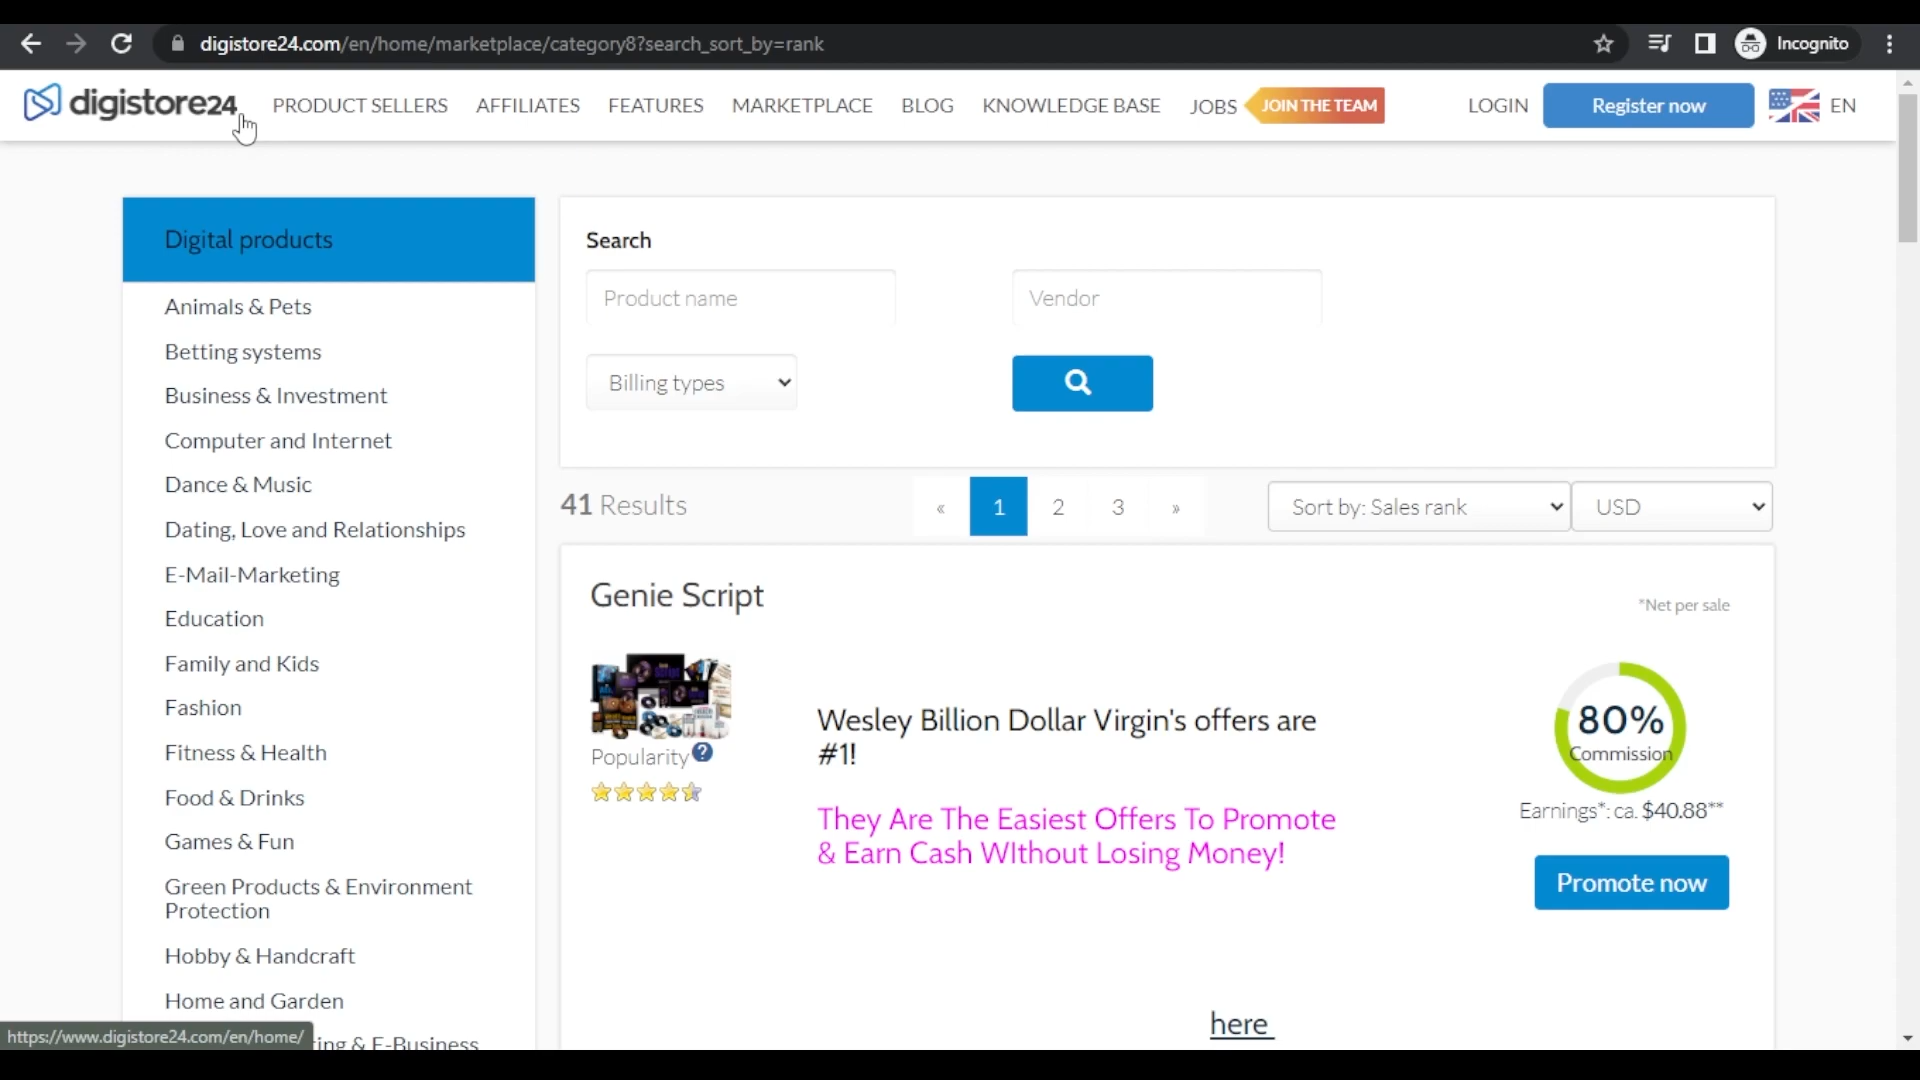 digistore24.com/en/home/marketplace/category8?search_sort_by=rank
Incognito
digistore24
PRODUCT SELLERS
AFFILIATES
FEATURES
MARKETPLACE
BLOG
KNOWLEDGE BASE
JOBS
JOIN THE TEAM
LOGIN
Register now
EN
Digital products
Animals & Pets
Betting systems
Business & Investment
Computer and Internet
Dance & Music
Dating, Love and Relationships
E-Mail-Marketing
Education
Family and Kids
Fashion
Fitness & Health
Food & Drinks
Games & Fun
Green Products & Environment
Protection
Hobby & Handcraft
Home and Garden
ing & E-Business
https://www.digistore24.com/en/home/
Search
Product name
Vendor
Billing types
41 Results
«
1
2
3
»
Sort by: Sales rank
USD
Genie Script
*Net per sale
Popularity?
Wesley Billion Dollar Virgin's offers are
#1!
They Are The Easiest Offers To Promote
& Earn Cash WIthout Losing Money!
80%
Commission
Earnings*: ca. $40.88**
Promote now
here